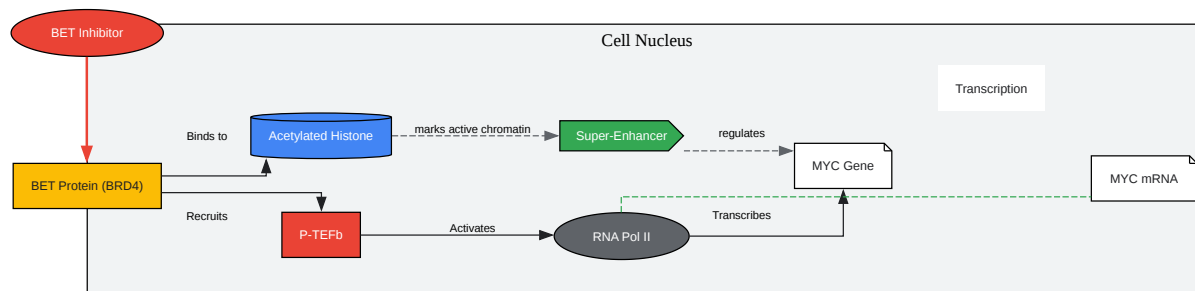 BET Inhibitor
Cell Nucleus
Transcription
Binds to
Acetylated Histone
marks active chromatin
Super-Enhancer
regulates
MYC Gene
MYC mRNA
BET Protein (BRD4)
Recruits
P-TEFb
Activates
RNA Pol II
Transcribes